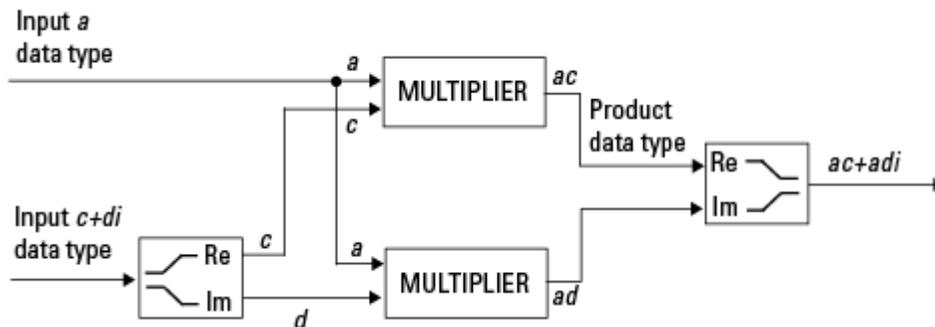 Input a
data type
a
MULTIPLIER
ac
c
Product
data type
Re
Im
ac+adi
Input c+di
data type
Re
Im
c
d
a
MULTIPLIER
ad